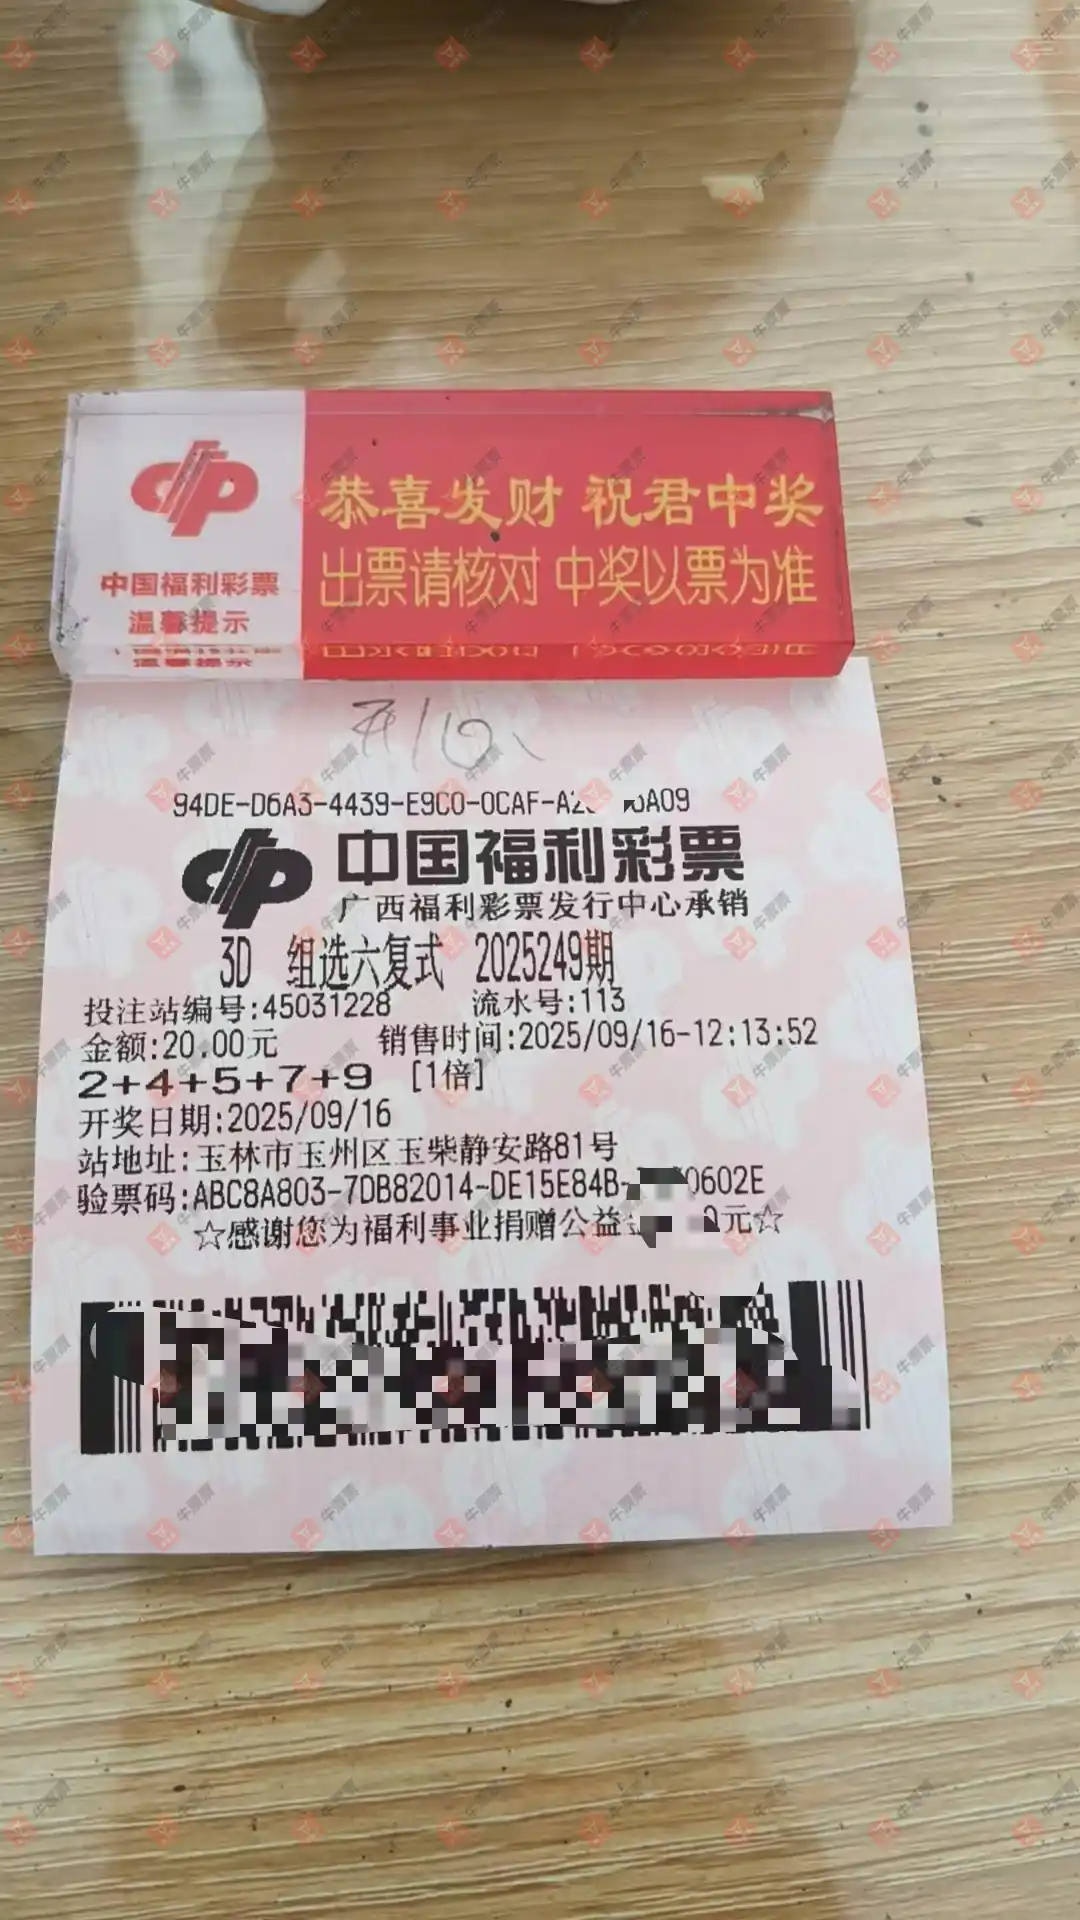 中国福利彩票
温馨提示
恭喜发财 祝君中奖
出票请核对 中奖以票为准
94DE-D6A3-4439-E9C0-0CAF-A2 6A09
中国福利彩票
广西福利彩票发行中心承销
3D 组选六复式 2025249期
投注站编号:45031228 流水号:113
金额:20.00元 销售时间:2025/09/16-12:13:52
2+4+5+7+9 [1倍]
开奖日期:2025/09/16
站地址:玉林市玉州区玉柴静安路81号
验票码:ABC8A803-7DB82014-DE15E84B- 0602E
☆感谢您为福利事业捐赠公益 元☆
牛票票